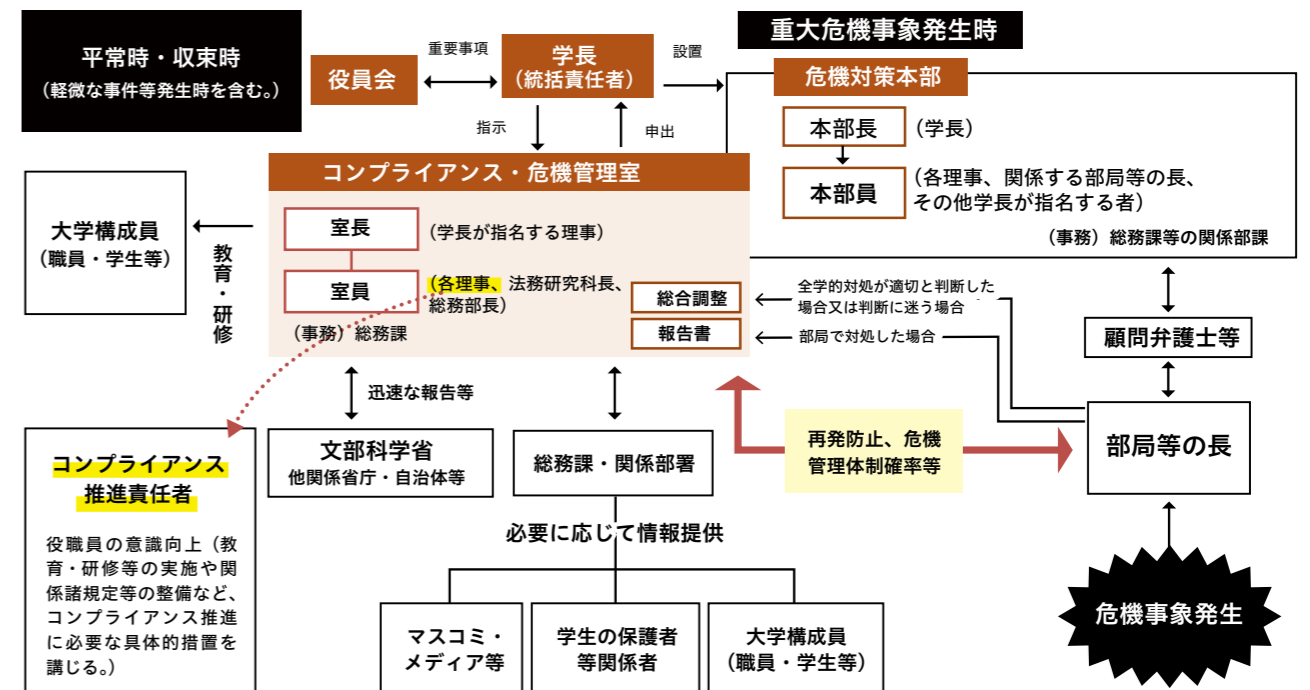 平常時・収束時
(軽微な事件等発生時を含む。)
役員会
重要事項
学長
(統括責任者)
設置
指示
申出
重大危機事象発生時
危機対策本部
本部長
(学長)
本部員
(各理事、関係する部局等の長、
その他学長が指名する者)
(事務)総務課等の関係部課
コンプライアンス・危機管理室
室長
(学長が指名する理事)
室員
(各理事、法務研究科長、
総務部長)
(事務)総務課
総合調整
報告書
全学的対処が適切と判断した
場合又は判断に迷う場合
部局で対処した場合
大学構成員
(職員・学生等)
教育・研修
顧問弁護士等
部局等の長
危機事象発生
再発防止、危機
管理体制確率等
迅速な報告等
文部科学省
他関係省庁・自治体等
総務課・関係部署
必要に応じて情報提供
マスコミ・
メディア等
学生の保護者
等関係者
大学構成員
(職員・学生等)
コンプライアンス
推進責任者
役職員の意識向上(教
育・研修等の実施や関
係諸規定等の整備など、
コンプライアンス推進
に必要な具体的措置を
講じる。)